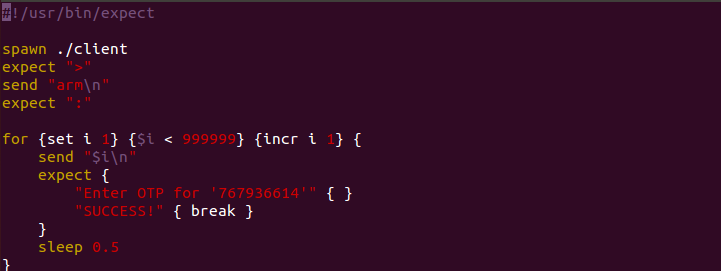 #!/usr/bin/expect
spawn ./client
expect ">"
send "arm\n"
expect ":"
for {set i 1} {$i < 999999} {incr i 1} {
send "$i\n"
expect {
"Enter OTP for '767936614'" { }
"SUCCESS!" { break }
}
sleep 0.5
}